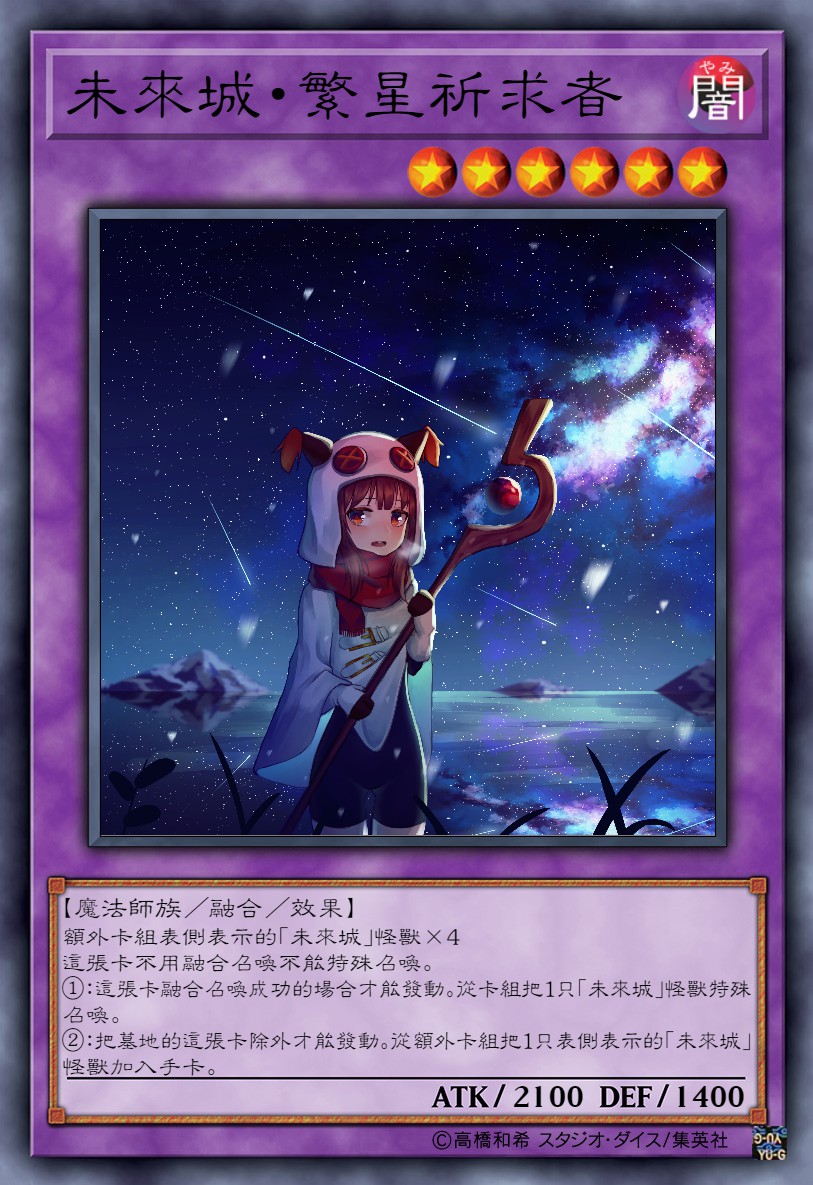 未來城・繁星祈求者
やみ
闇
【魔法師族／融合／效果】
額外卡組表側表示的「未來城」怪獸×4
這張卡不用融合召喚不能特殊召喚。
①:這張卡融合召喚成功的場合才能發動。從卡組把1只「未來城」怪獸特殊
召喚。
②:把墓地的這張卡除外才能發動。從額外卡組把1只表側表示的「未來城」
怪獸加入手卡。
ATK/2100 DEF/1400
©高橋和希 スタジオ・ダイス/集英社
YU-G
YU-G